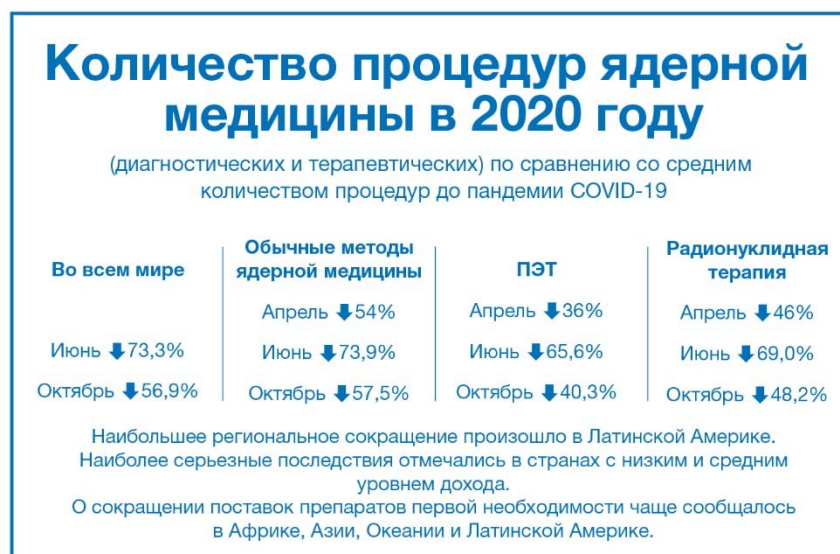 Количество процедур ядерной
медицины в 2020 году
(диагностических и терапевтических) по сравнению со средним
количеством процедур до пандемии COVID-19
Во всем мире
Июнь ⬇73,3%
Октябрь ⬇56,9%
Обычные методы
ядерной медицины
Апрель ⬇54%
Июнь ⬇73,9%
Октябрь ⬇57,5%
ПЭТ
Апрель ⬇36%
Июнь ⬇65,6%
Октябрь ⬇40,3%
Радионуклидная
терапия
Апрель ⬇46%
Июнь ⬇69,0%
Октябрь ⬇48,2%
Наибольшее региональное сокращение произошло в Латинской Америке.
Наиболее серьезные последствия отмечались в странах с низким и средним
уровнем дохода.
О сокращении поставок препаратов первой необходимости чаще сообщалось
в Африке, Азии, Океании и Латинской Америке.